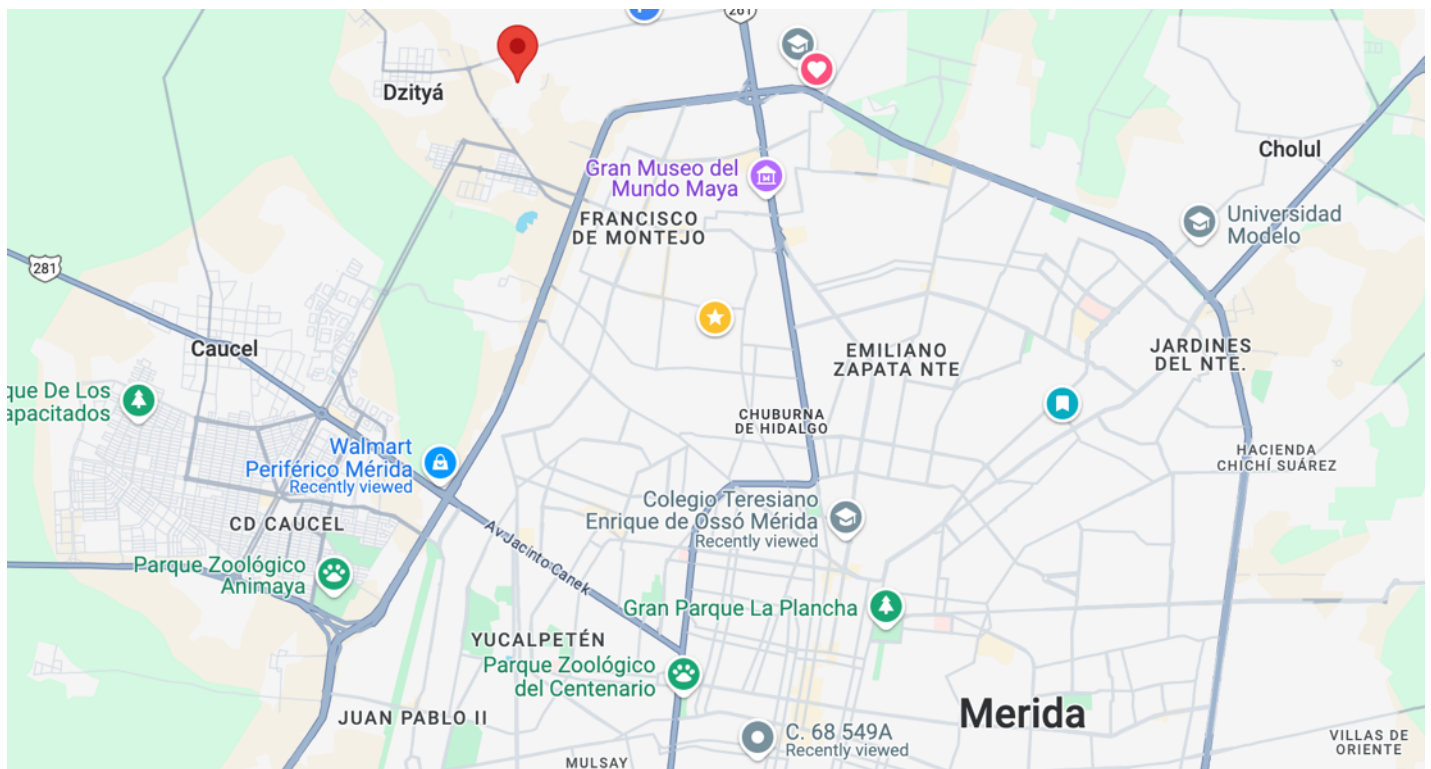 261
Dzityá
Cholul
Gran Museo del
Mundo Maya
Universidad
Modelo
FRANCISCO
DE MONTEJO
281
Caucel
EMILIANO
ZAPATA NTE
JARDINES
DEL NTE.
que De Los
apacitados
CHUBURNA
DE HIDALGO
Walmart
Periférico Mérida
Recently viewed
HACIENDA
CHICHÍ SUÁREZ
Colegio Teresiano
Enrique de Ossó Mérida
Recently viewed
CD CAUCEL
Av Jacinto Canek
Parque Zoológico
Animaya
Gran Parque La Plancha
YUCALPETÉN
Parque Zoológico
del Centenario
Merida
JUAN PABLO II
C. 68 549A
Recently viewed
VILLAS DE
ORIENTE
MULSAY